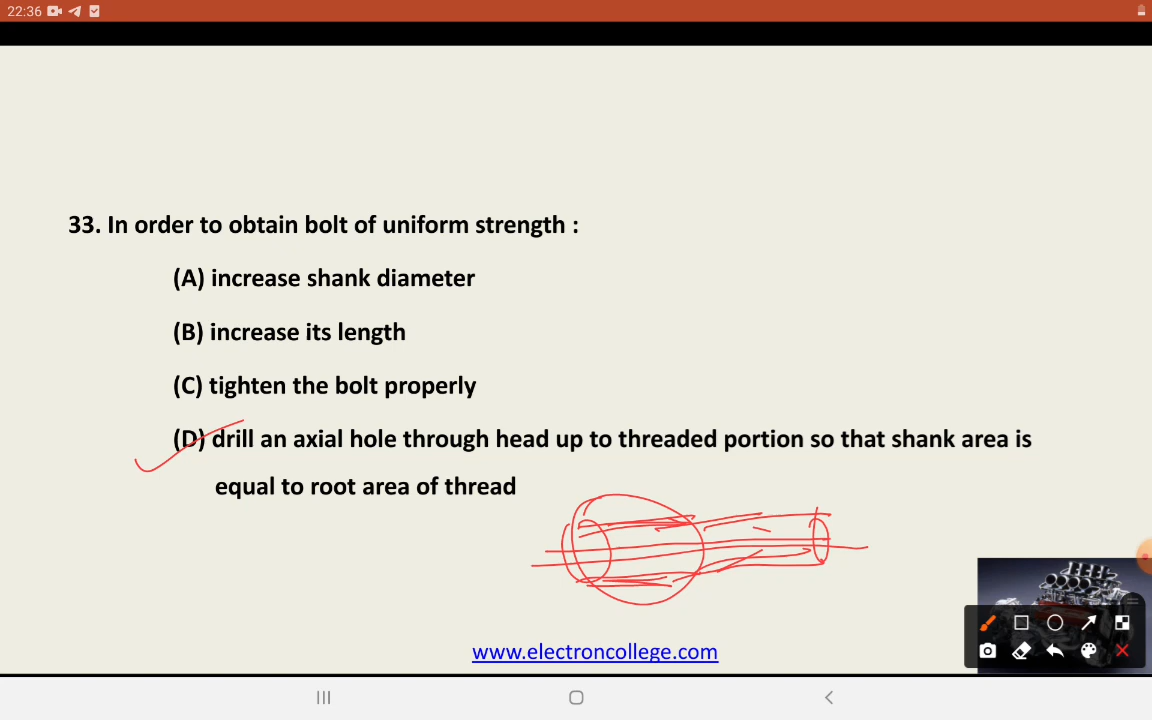 22:36
33. In order to obtain bolt of uniform strength :
(A) increase shank diameter
(B) increase its length
(C) tighten the bolt properly
(D) drill an axial hole through head up to threaded portion so that shank area is
equal to root area of thread
www.electroncollege.com